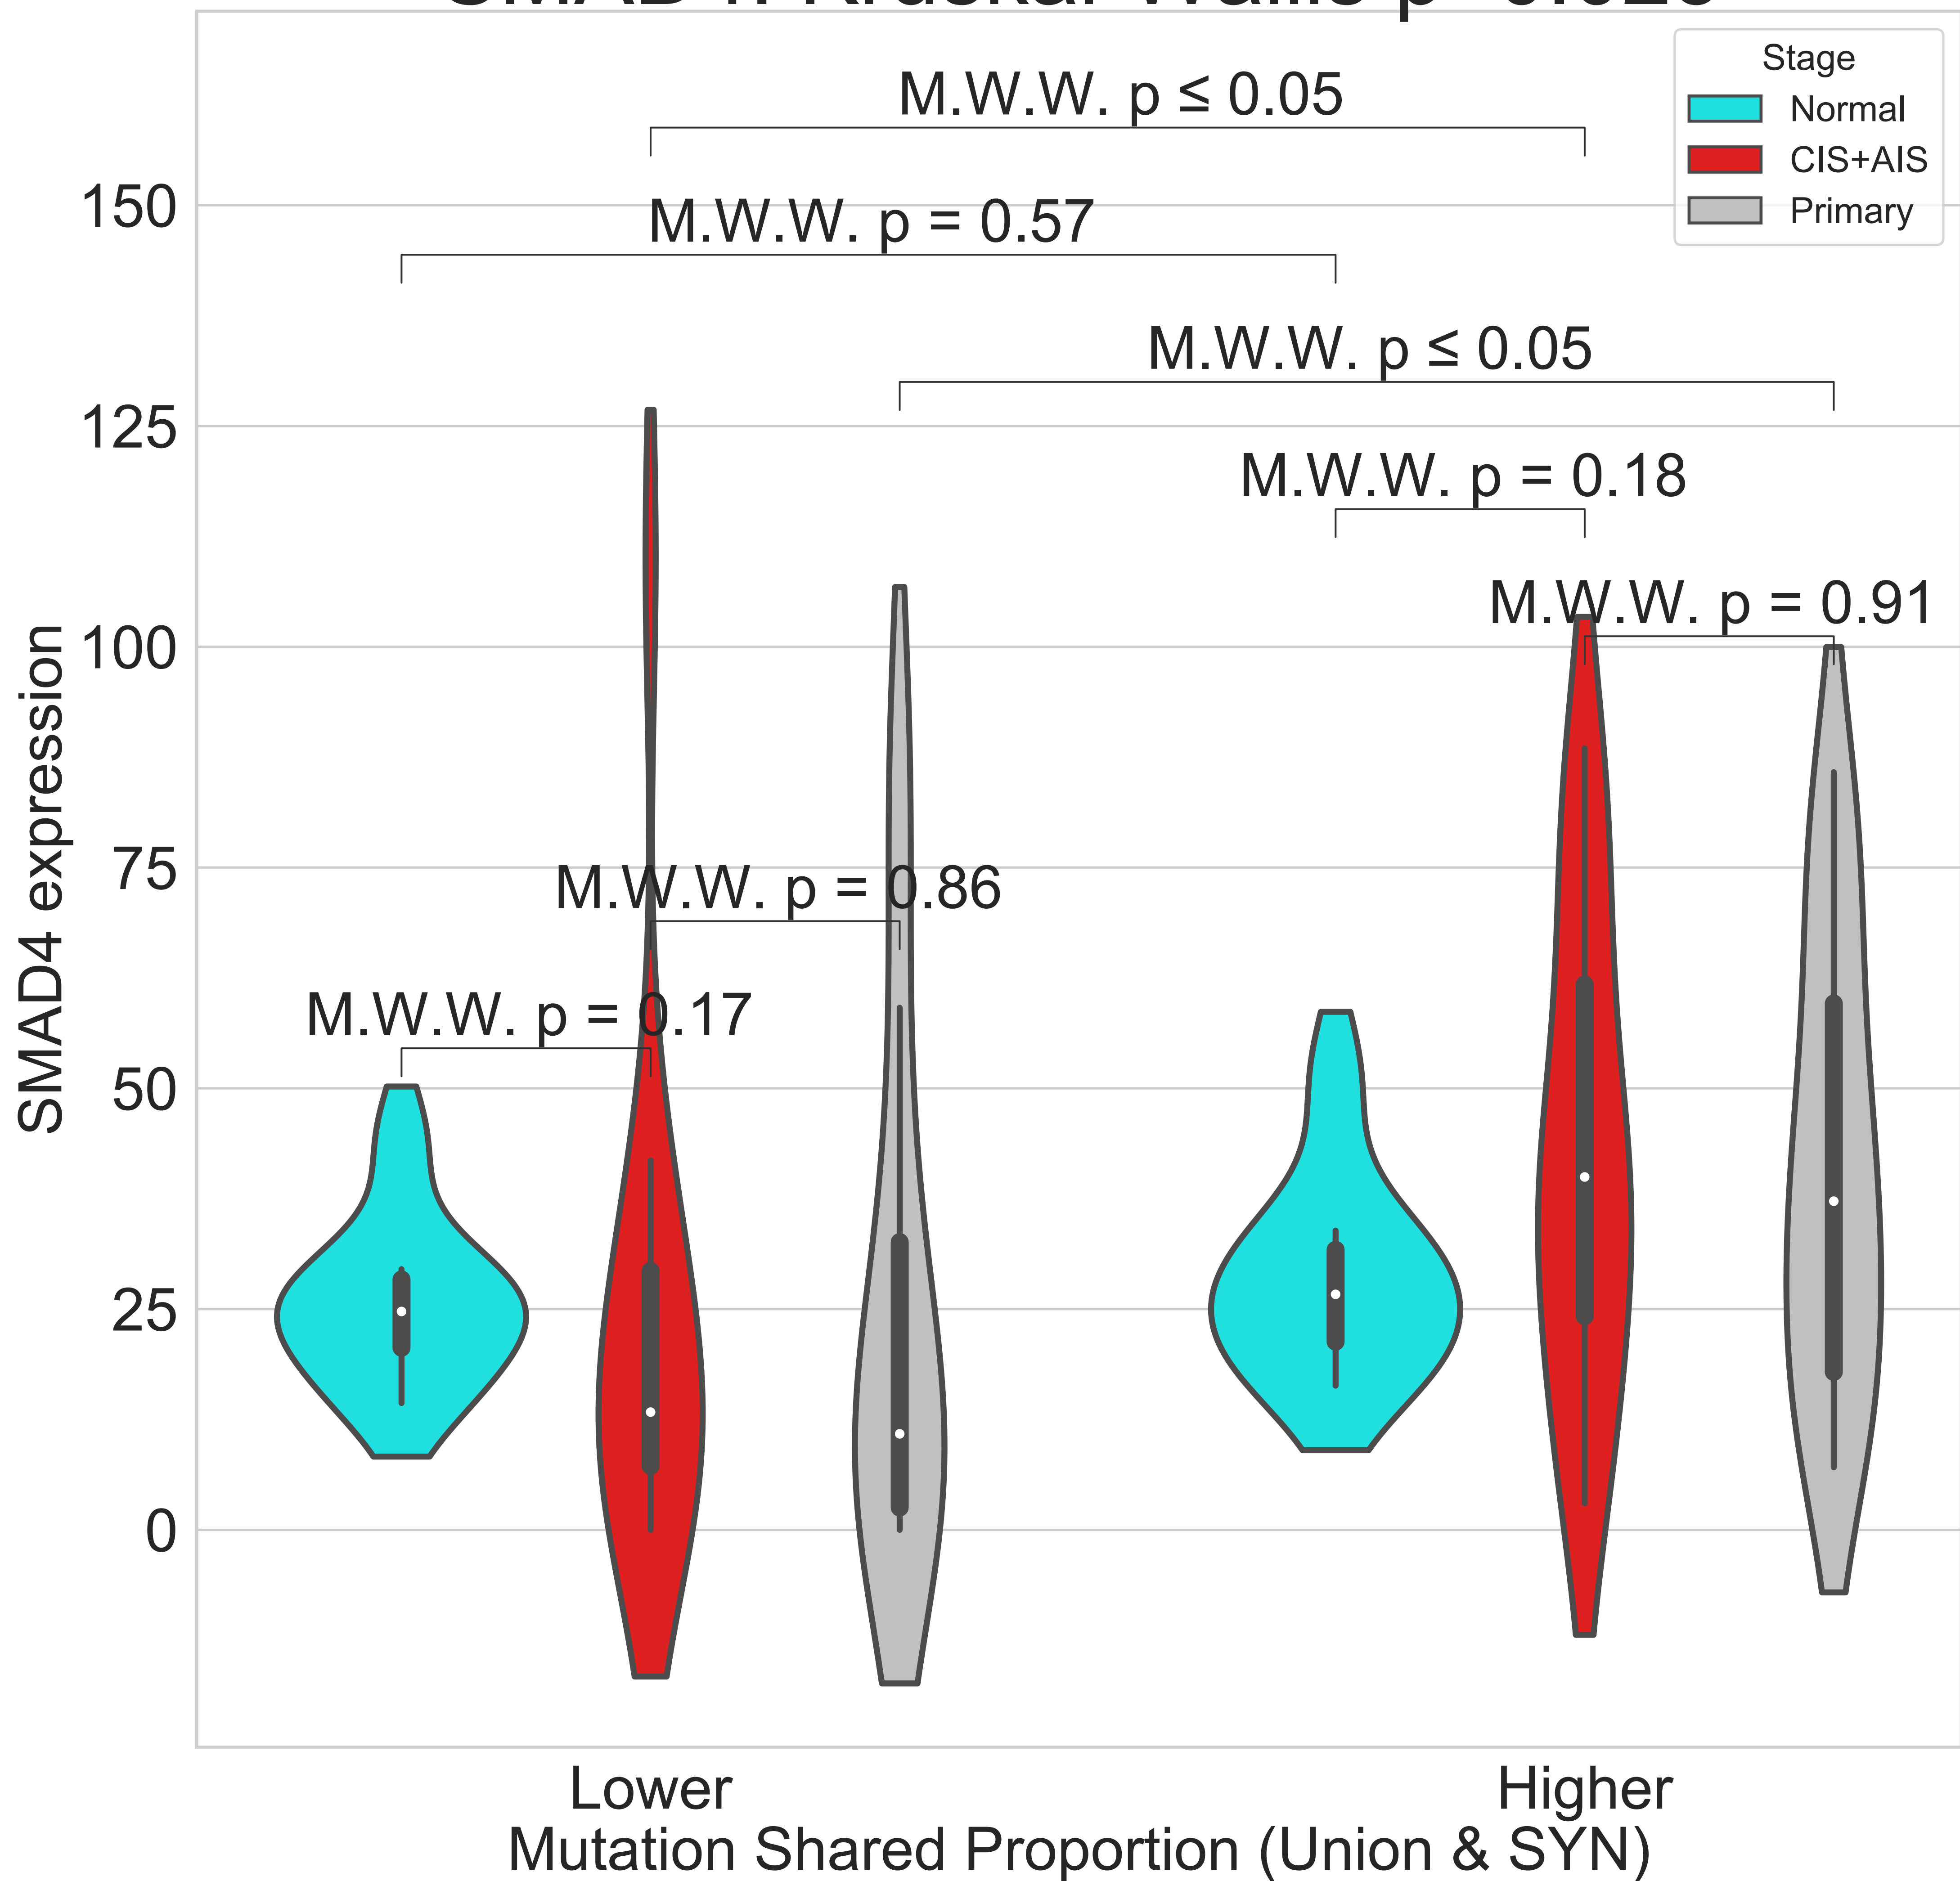 Stage
Normal
CIS+AIS
Primary
M.W.W. p ≤ 0.05
M.W.W. p = 0.57
M.W.W. p ≤ 0.05
M.W.W. p = 0.18
M.W.W. p = 0.91
M.W.W. p = 0.86
M.W.W. p = 0.17
150
125
100
75
50
25
0
SMAD4 expression
Lower
Higher
Mutation Shared Proportion (Union & SYN)